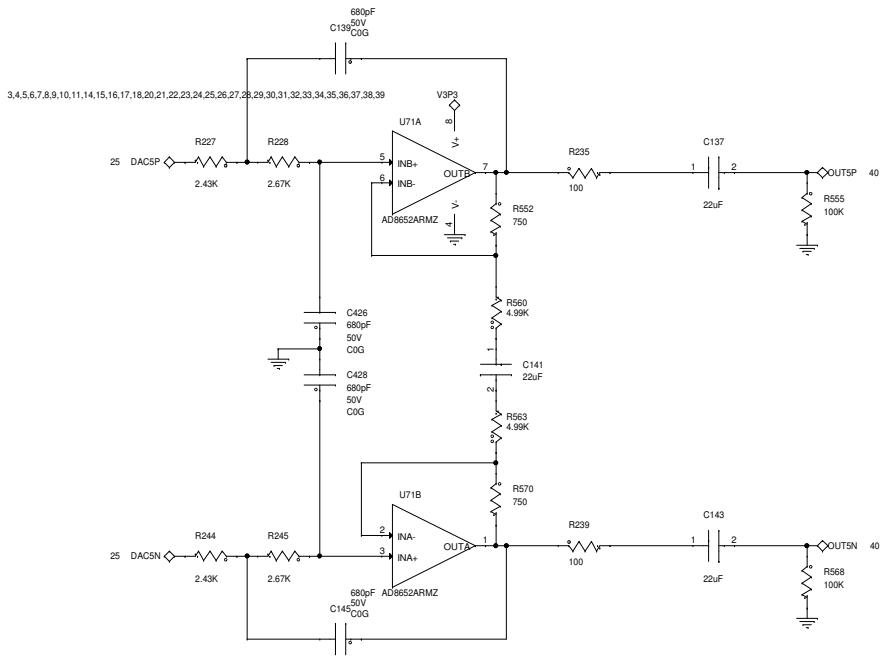 680pF
50V
C139
C0G
3,4,5,6,7,8,9,10,11,14,15,16,17,18,20,21,22,23,24,25,26,27,28,29,30,31,32,33,34,35,36,37,38,39
V3P3
8
V+
U71A
R227
R228
25 DAC5P
2.43K
2.67K
5 INB+
6 INB-
OUTB 7
V-
4
AD8652ARMZ
R235
100
C137
1 2
22uF
OUT5P 40
R552
750
R555
100K
R560
4.99K
C426
680pF
50V
C0G
1
C141
22uF
2
C428
680pF
50V
C0G
R563
4.99K
U71B
R570
750
2 INA-
3 INA+
OUTA 1
AD8652ARMZ
R244
R245
25 DAC5N
2.43K
2.67K
R239
100
C143
1 2
22uF
OUT5N 40
R568
100K
680pF
50V
C145
C0G